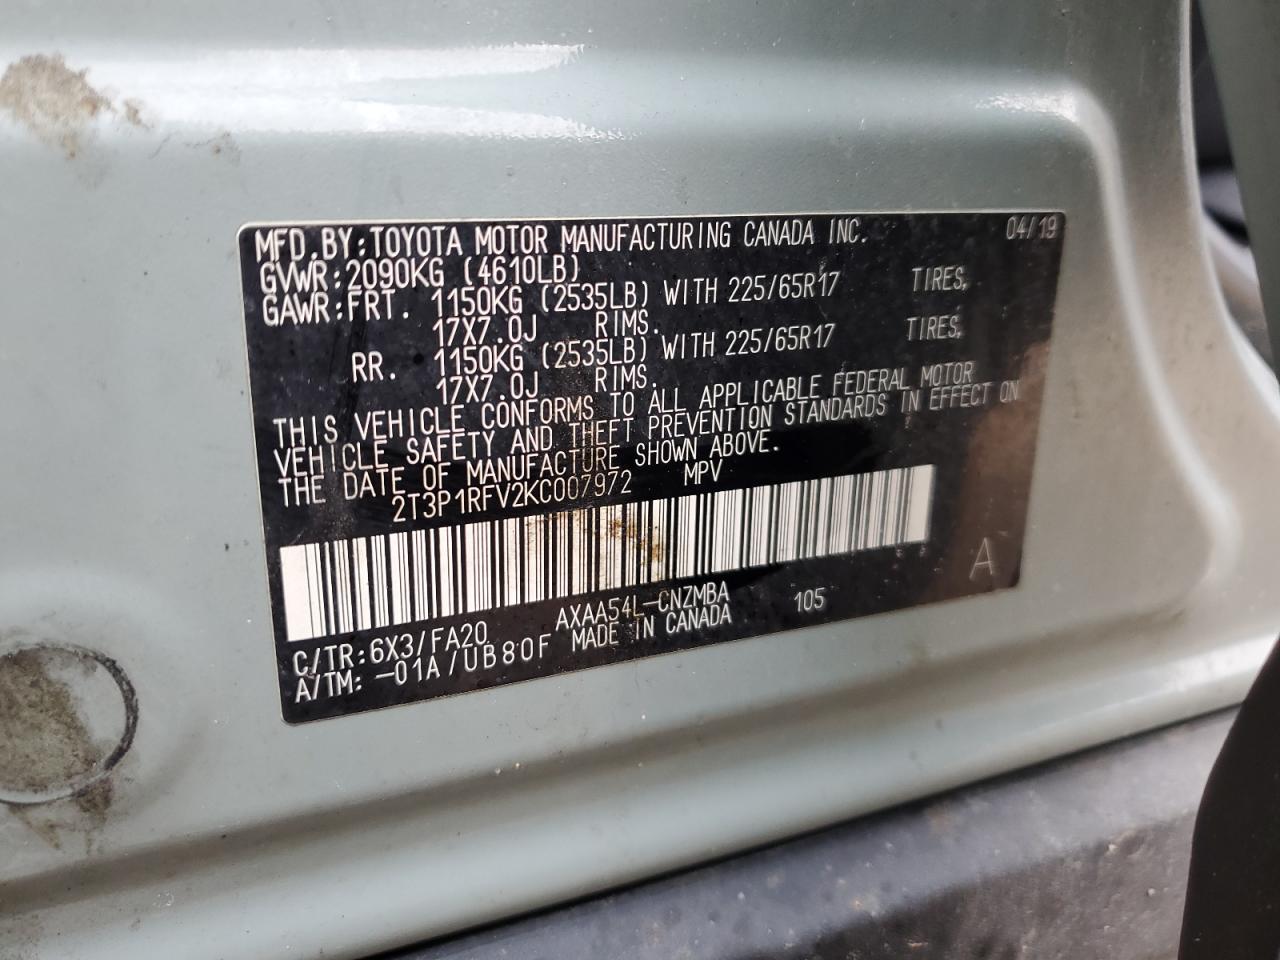 MFD.BY:TOYOTA MOTOR MANUFACTURING CANADA INC. 04/19
GVWR:2090KG (4610LB)
GAWR:FRT. 1150KG (2535LB) WITH 225/65R17 TIRES,
17X7.0J RIMS.
RR. 1150KG (2535LB) WITH 225/65R17 TIRES,
17X7.0J RIMS.
THIS VEHICLE CONFORMS TO ALL APPLICABLE FEDERAL MOTOR
VEHICLE SAFETY AND THEFT PREVENTION STANDARDS IN EFFECT ON
THE DATE OF MANUFACTURE SHOWN ABOVE.
2T3P1RFV2KC007972 MPV
A
C/TR:6X3/FA20 AXAA54L-CNZMBA 105
A/TM: -01A/UB80F MADE IN CANADA